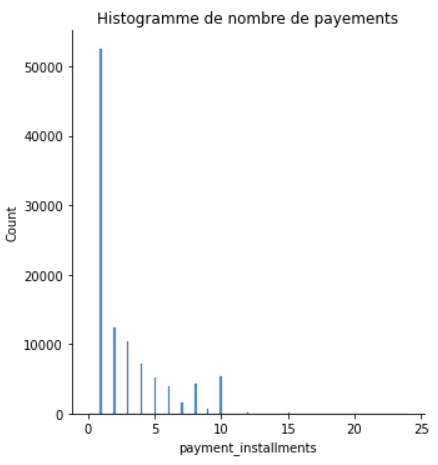 Histogramme de nombre de payements
50000
40000
30000
20000
10000
0
Count
0 5 10 15 20 25
payment_installments